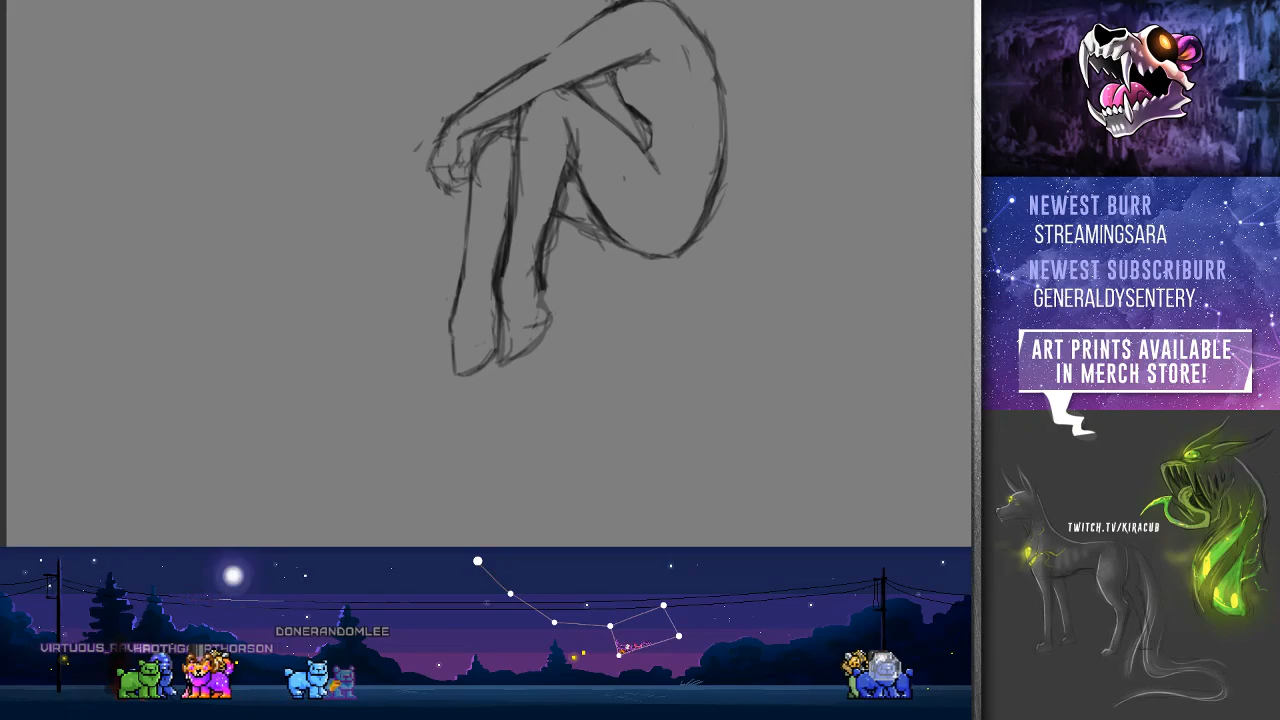 NEWEST BURR
STREAMINGSARA
NEWEST SUBSCRIBURR
GENERALDYSENTERY
ART PRINTS AVAILABLE
IN MERCH STORE!
TWITCH.TV/KIRACUB
DONERANDOMLEE